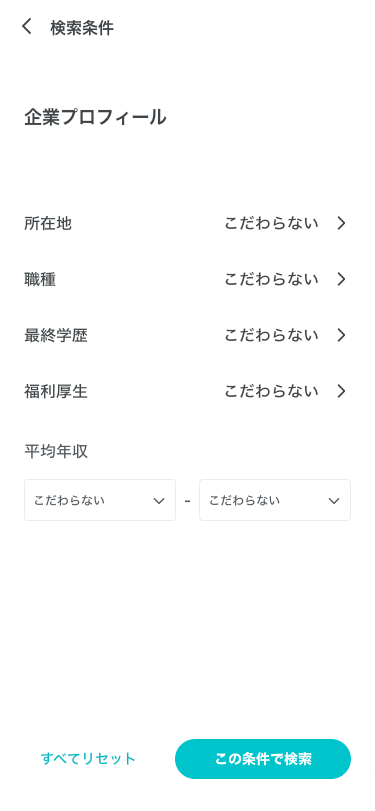 検索条件
企業プロフィール
所在地 こだわらない
職種 こだわらない
最終学歴 こだわらない
福利厚生 こだわらない
平均年収
こだわらない - こだわらない
すべてリセット この条件で検索